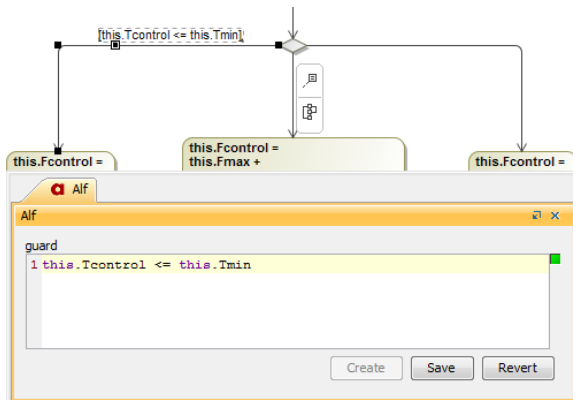 [this.Tcontrol <= this.Tmin]
this.Fcontrol =
this.Fcontrol =
this.Fmax +
this.Fcontrol =
a Alf
Alf
guard
1 this.Tcontrol <= this.Tmin
Create Save Revert